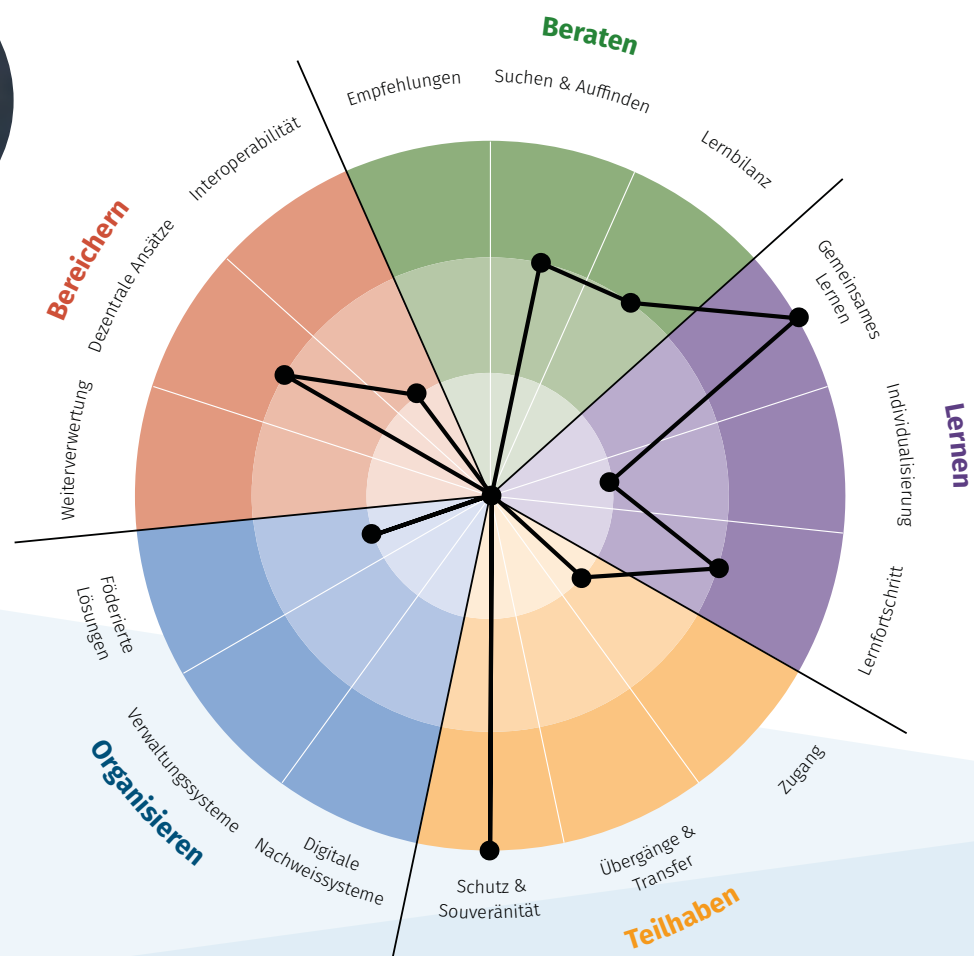 Beraten
Empfehlungen
Suchen & Auffinden
Lernbilanz
Lernen
Gemeinsames
Lernen
Individualisierung
Lernfortschritt
Teilhaben
Zugang
Übergänge &
Transfer
Schutz &
Souveränität
Organisieren
Digitale
Nachweissysteme
Verwaltungssysteme
Föderierte
Lösungen
Bereichern
Weiterverwertung
Dezentrale Ansätze
Interoperabilität